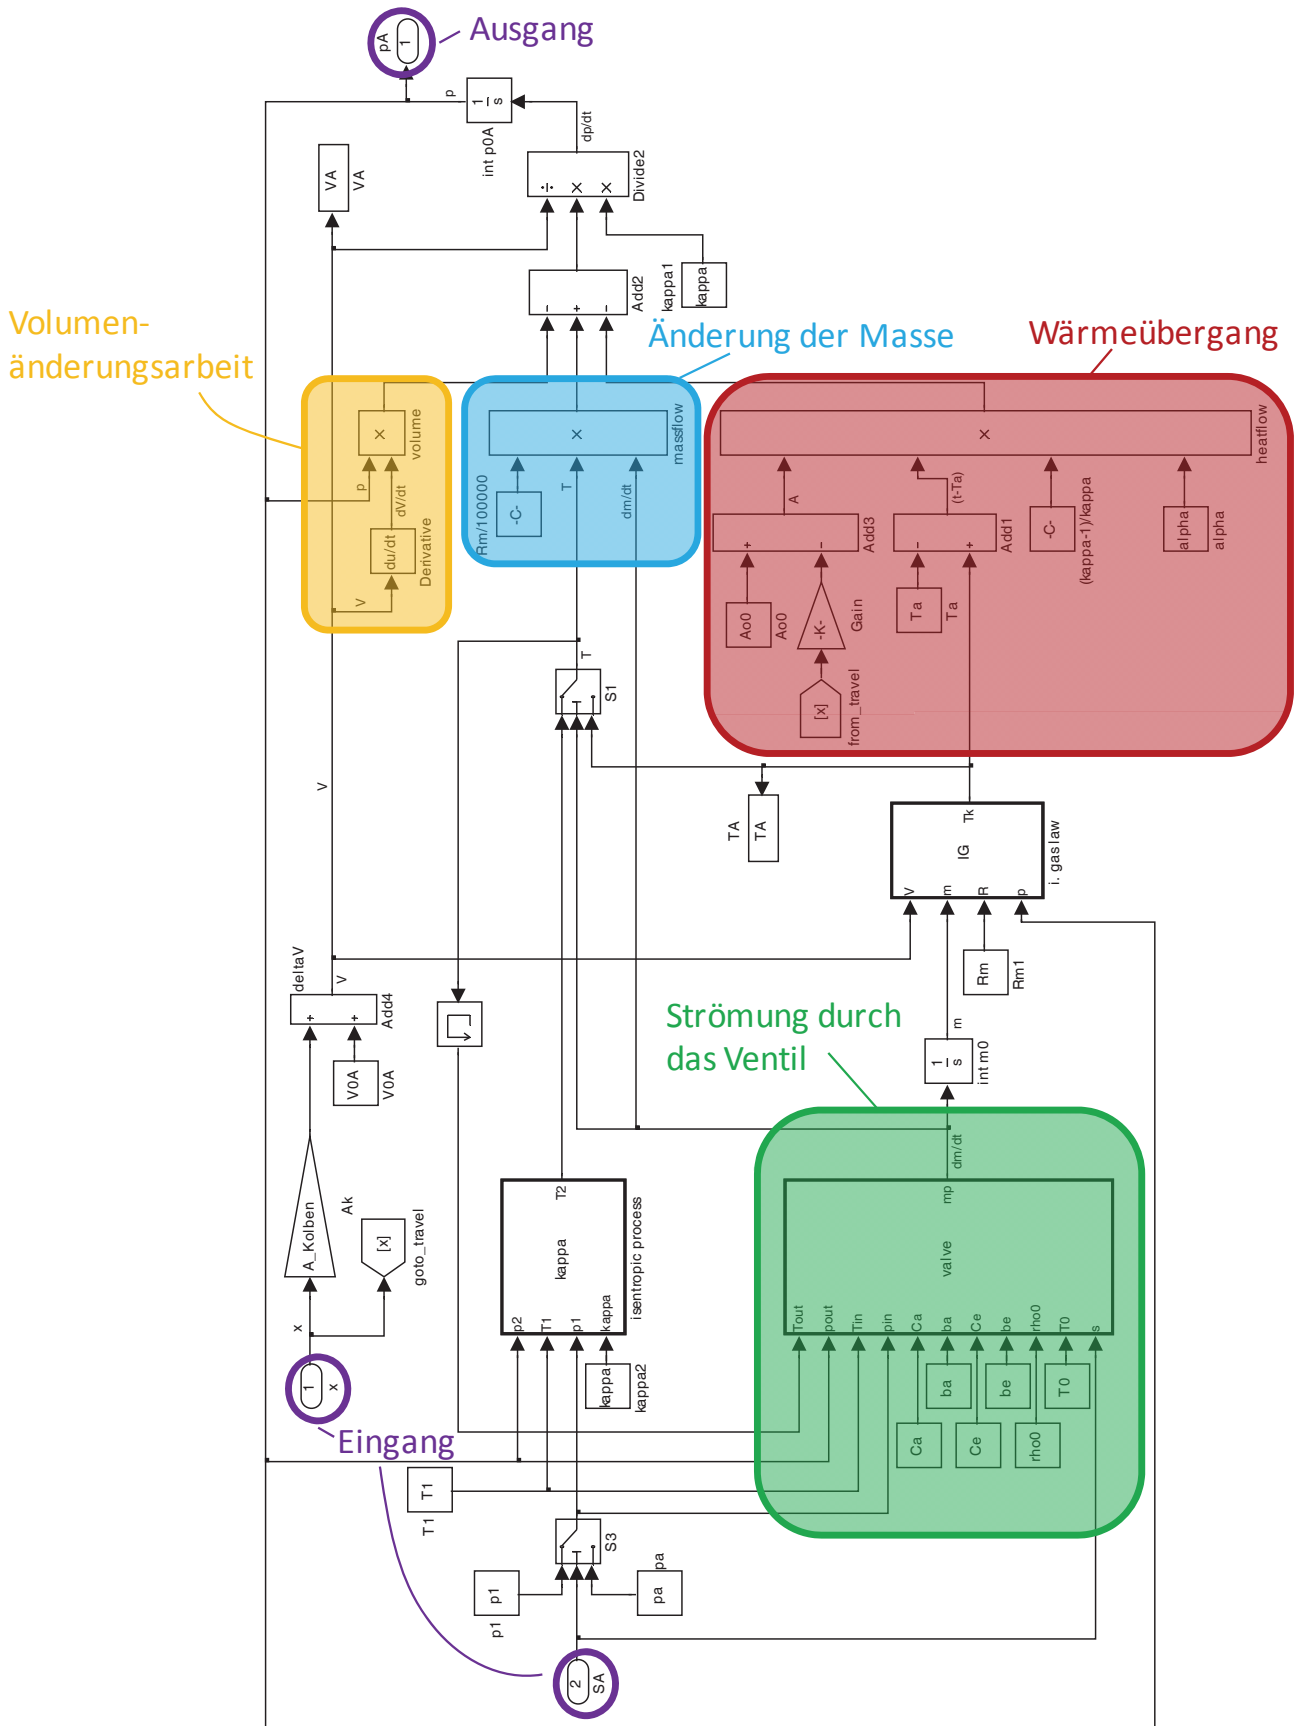 Ausgang
pA
1
p
1
s
int p0A
dp/dt
VA
VA
÷
×
×
Divide2
-
+
-
Add2
kappa1
kappa
Volumen-
änderungsarbeit
Änderung der Masse
Wärmeübergang
×
volume
p
dV/dt
du/dt
Derivative
V
×
massflow
Rm/100000
-C-
T
dm/dt
×
heatflow
A
(t-Ta)
+
-
Add3
-
+
Add1
-C-
(kappa-1)/kappa
alpha
alpha
Ao0
Ao0
-K-
Gain
Ta
Ta
[x]
from_travel
T
S1
V
TA
TA
Tk
IG
i. gaslaw
V
m
R
p
deltaV
V
+
+
Add4
V0A
V0A
Rm
Rm1
m
1
s
int m0
Strömung durch
das Ventil
A_Kolben
Ak
[x]
goto_travel
x
1
x
Eingang
T2
kappa
isentropic process
p2
T1
p1
kappa
kappa
kappa2
dm/dt
mp
valve
Tout
pout
Tin
pin
Ca
ba
Ce
be
rho0
T0
s
Ca
ba
Ce
be
rho0
T0
T1
T1
S3
p1
p1
pa
pa
2
SA